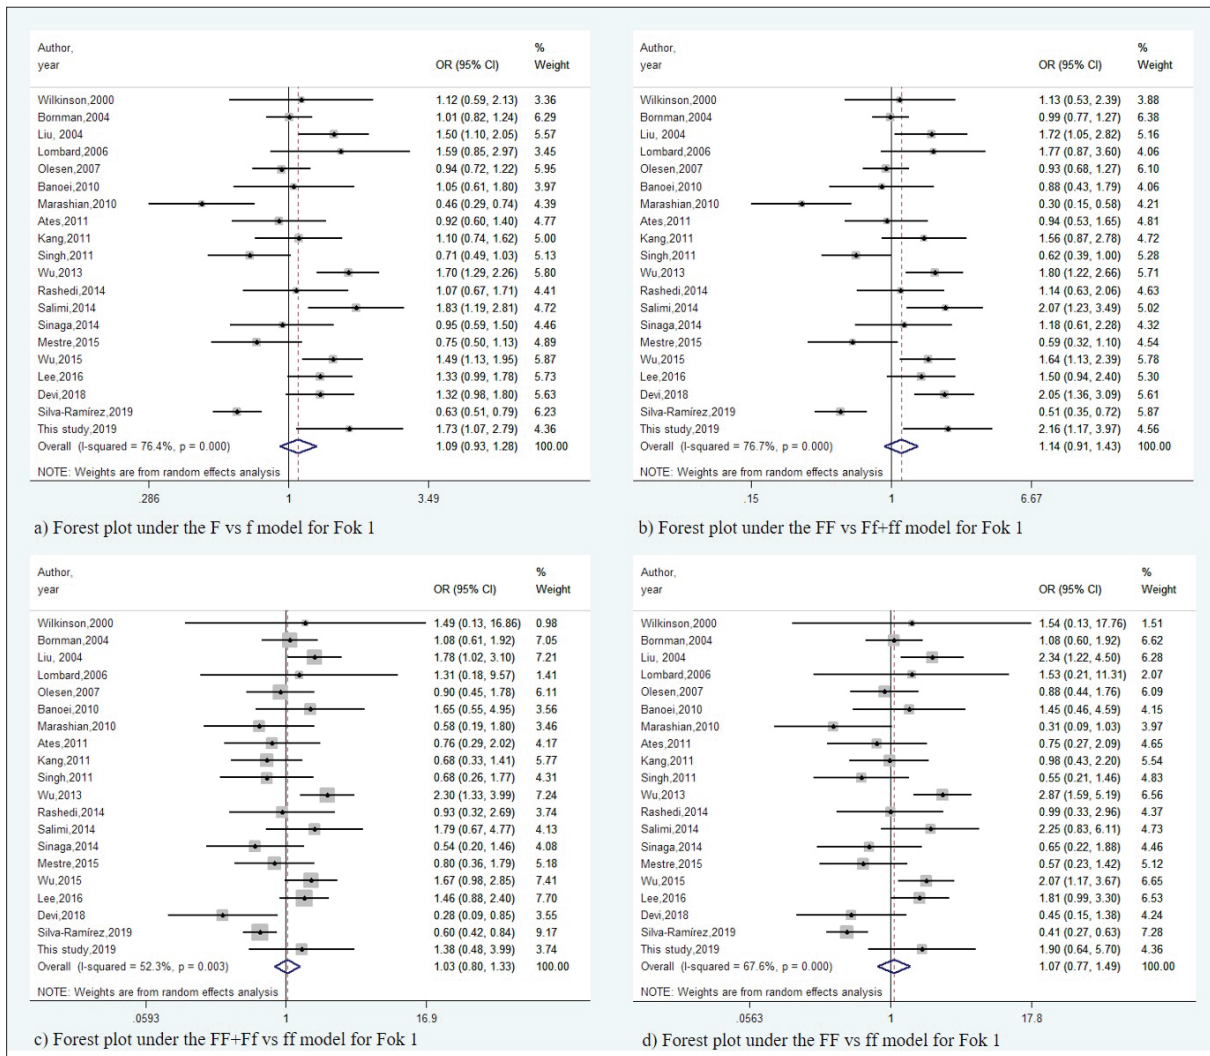 Author,
year
OR (95% CI)
%
Weight
Wilkinson,2000 1.12 (0.59, 2.13) 3.36
Bornman,2004 1.01 (0.82, 1.24) 6.29
Liu, 2004 1.50 (1.10, 2.05) 5.57
Lombard,2006 1.59 (0.85, 2.97) 3.45
Olesen,2007 0.94 (0.72, 1.22) 5.95
Banoei,2010 1.05 (0.61, 1.80) 3.97
Marashian,2010 0.46 (0.29, 0.74) 4.39
Ates,2011 0.92 (0.60, 1.40) 4.77
Kang,2011 1.10 (0.74, 1.62) 5.00
Singh,2011 0.71 (0.49, 1.03) 5.13
Wu,2013 1.70 (1.29, 2.26) 5.80
Rashedi,2014 1.07 (0.67, 1.71) 4.41
Salimi,2014 1.83 (1.19, 2.81) 4.72
Sinaga,2014 0.95 (0.59, 1.50) 4.46
Mestre,2015 0.75 (0.50, 1.13) 4.89
Wu,2015 1.49 (1.13, 1.95) 5.87
Lee,2016 1.33 (0.99, 1.78) 5.73
Devi,2018 1.32 (0.98, 1.80) 5.63
Silva-Ramírez,2019 0.63 (0.51, 0.79) 6.23
This study,2019 1.73 (1.07, 2.79) 4.36
Overall (I-squared = 76.4%, p = 0.000) 1.09 (0.93, 1.28) 100.00
NOTE: Weights are from random effects analysis
.286 1 3.49
a) Forest plot under the F vs f model for Fok 1
Author,
year
OR (95% CI)
%
Weight
Wilkinson,2000 1.13 (0.53, 2.39) 3.88
Bornman,2004 0.99 (0.77, 1.27) 6.38
Liu, 2004 1.72 (1.05, 2.82) 5.16
Lombard,2006 1.77 (0.87, 3.60) 4.06
Olesen,2007 0.93 (0.68, 1.27) 6.10
Banoei,2010 0.88 (0.43, 1.79) 4.06
Marashian,2010 0.30 (0.15, 0.58) 4.21
Ates,2011 0.94 (0.53, 1.65) 4.81
Kang,2011 1.56 (0.87, 2.78) 4.72
Singh,2011 0.62 (0.39, 1.00) 5.28
Wu,2013 1.80 (1.22, 2.66) 5.71
Rashedi,2014 1.14 (0.63, 2.06) 4.63
Salimi,2014 2.07 (1.23, 3.49) 5.02
Sinaga,2014 1.18 (0.61, 2.28) 4.32
Mestre,2015 0.59 (0.32, 1.10) 4.54
Wu,2015 1.64 (1.13, 2.39) 5.78
Lee,2016 1.50 (0.94, 2.40) 5.30
Devi,2018 2.05 (1.36, 3.09) 5.61
Silva-Ramírez,2019 0.51 (0.35, 0.72) 5.87
This study,2019 2.16 (1.17, 3.97) 4.56
Overall (I-squared = 76.7%, p = 0.000) 1.14 (0.91, 1.43) 100.00
NOTE: Weights are from random effects analysis
.15 1 6.67
b) Forest plot under the FF vs Ff+ff model for Fok 1
Author,
year
OR (95% CI)
%
Weight
Wilkinson,2000 1.49 (0.13, 16.86) 0.98
Bornman,2004 1.08 (0.61, 1.92) 7.05
Liu, 2004 1.78 (1.02, 3.10) 7.21
Lombard,2006 1.31 (0.18, 9.57) 1.41
Olesen,2007 0.90 (0.45, 1.78) 6.11
Banoei,2010 1.65 (0.55, 4.95) 3.56
Marashian,2010 0.58 (0.19, 1.80) 3.46
Ates,2011 0.76 (0.29, 2.02) 4.17
Kang,2011 0.68 (0.33, 1.41) 5.77
Singh,2011 0.68 (0.26, 1.77) 4.31
Wu,2013 2.30 (1.33, 3.99) 7.24
Rashedi,2014 0.93 (0.32, 2.69) 3.74
Salimi,2014 1.79 (0.67, 4.77) 4.13
Sinaga,2014 0.54 (0.20, 1.46) 4.08
Mestre,2015 0.80 (0.36, 1.79) 5.18
Wu,2015 1.67 (0.98, 2.85) 7.41
Lee,2016 1.46 (0.88, 2.40) 7.70
Devi,2018 0.28 (0.09, 0.85) 3.55
Silva-Ramírez,2019 0.60 (0.42, 0.84) 9.17
This study,2019 1.38 (0.48, 3.99) 3.74
Overall (I-squared = 52.3%, p = 0.003) 1.03 (0.80, 1.33) 100.00
NOTE: Weights are from random effects analysis
.0593 1 16.9
c) Forest plot under the FF+Ff vs ff model for Fok 1
Author,
year
OR (95% CI)
%
Weight
Wilkinson,2000 1.54 (0.13, 17.76) 1.51
Bornman,2004 1.08 (0.60, 1.92) 6.62
Liu, 2004 2.34 (1.22, 4.50) 6.28
Lombard,2006 1.53 (0.21, 11.31) 2.07
Olesen,2007 0.88 (0.44, 1.76) 6.09
Banoei,2010 1.45 (0.46, 4.59) 4.15
Marashian,2010 0.31 (0.09, 1.03) 3.97
Ates,2011 0.75 (0.27, 2.09) 4.65
Kang,2011 0.98 (0.43, 2.20) 5.54
Singh,2011 0.55 (0.21, 1.46) 4.83
Wu,2013 2.87 (1.59, 5.19) 6.56
Rashedi,2014 0.99 (0.33, 2.96) 4.37
Salimi,2014 2.25 (0.83, 6.11) 4.73
Sinaga,2014 0.65 (0.22, 1.88) 4.46
Mestre,2015 0.57 (0.23, 1.42) 5.12
Wu,2015 2.07 (1.17, 3.67) 6.65
Lee,2016 1.81 (0.99, 3.30) 6.53
Devi,2018 0.45 (0.15, 1.38) 4.24
Silva-Ramírez,2019 0.41 (0.27, 0.63) 7.28
This study,2019 1.90 (0.64, 5.70) 4.36
Overall (I-squared = 67.6%, p = 0.000) 1.07 (0.77, 1.49) 100.00
NOTE: Weights are from random effects analysis
.0563 1 17.8
d) Forest plot under the FF vs ff model for Fok 1